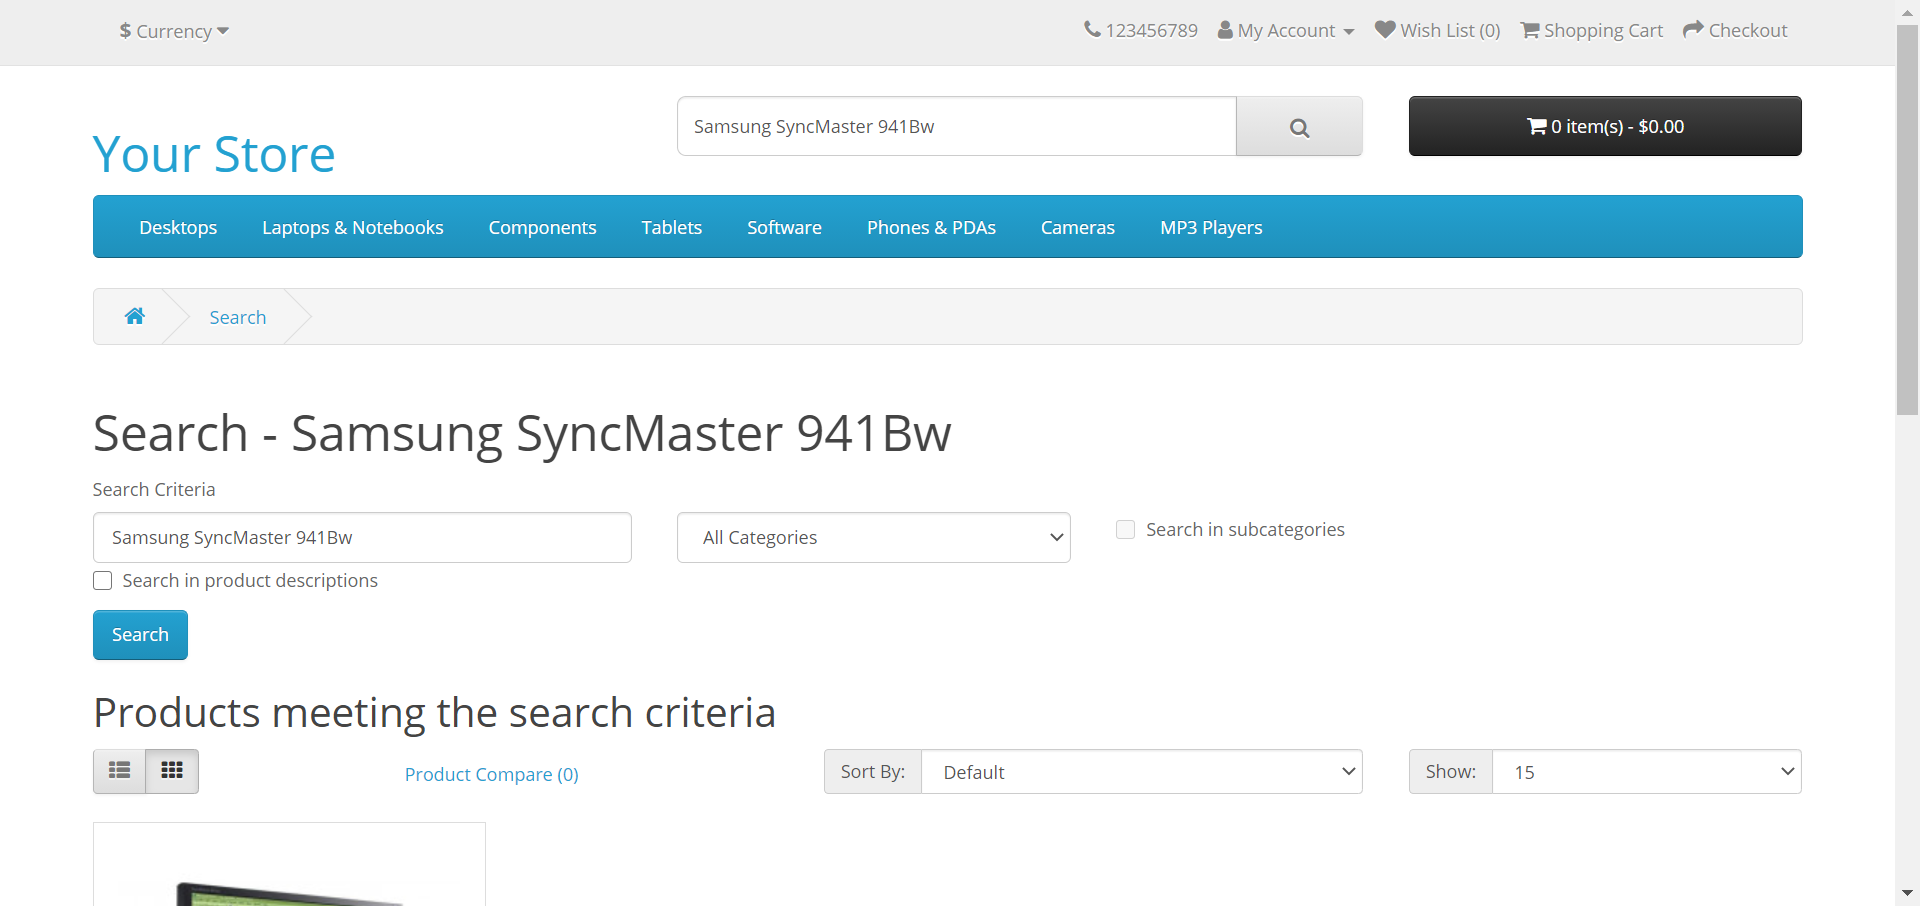 $ Currency
123456789 My Account Wish List (0) Shopping Cart Checkout
Your Store
Samsung SyncMaster 941Bw
0 item(s) - $0.00
Desktops Laptops & Notebooks Components Tablets Software Phones & PDAs Cameras MP3 Players
Search
Search - Samsung SyncMaster 941Bw
Search Criteria
Samsung SyncMaster 941Bw All Categories Search in subcategories
Search in product descriptions
Search
Products meeting the search criteria
Product Compare (0) Sort By: Default Show: 15